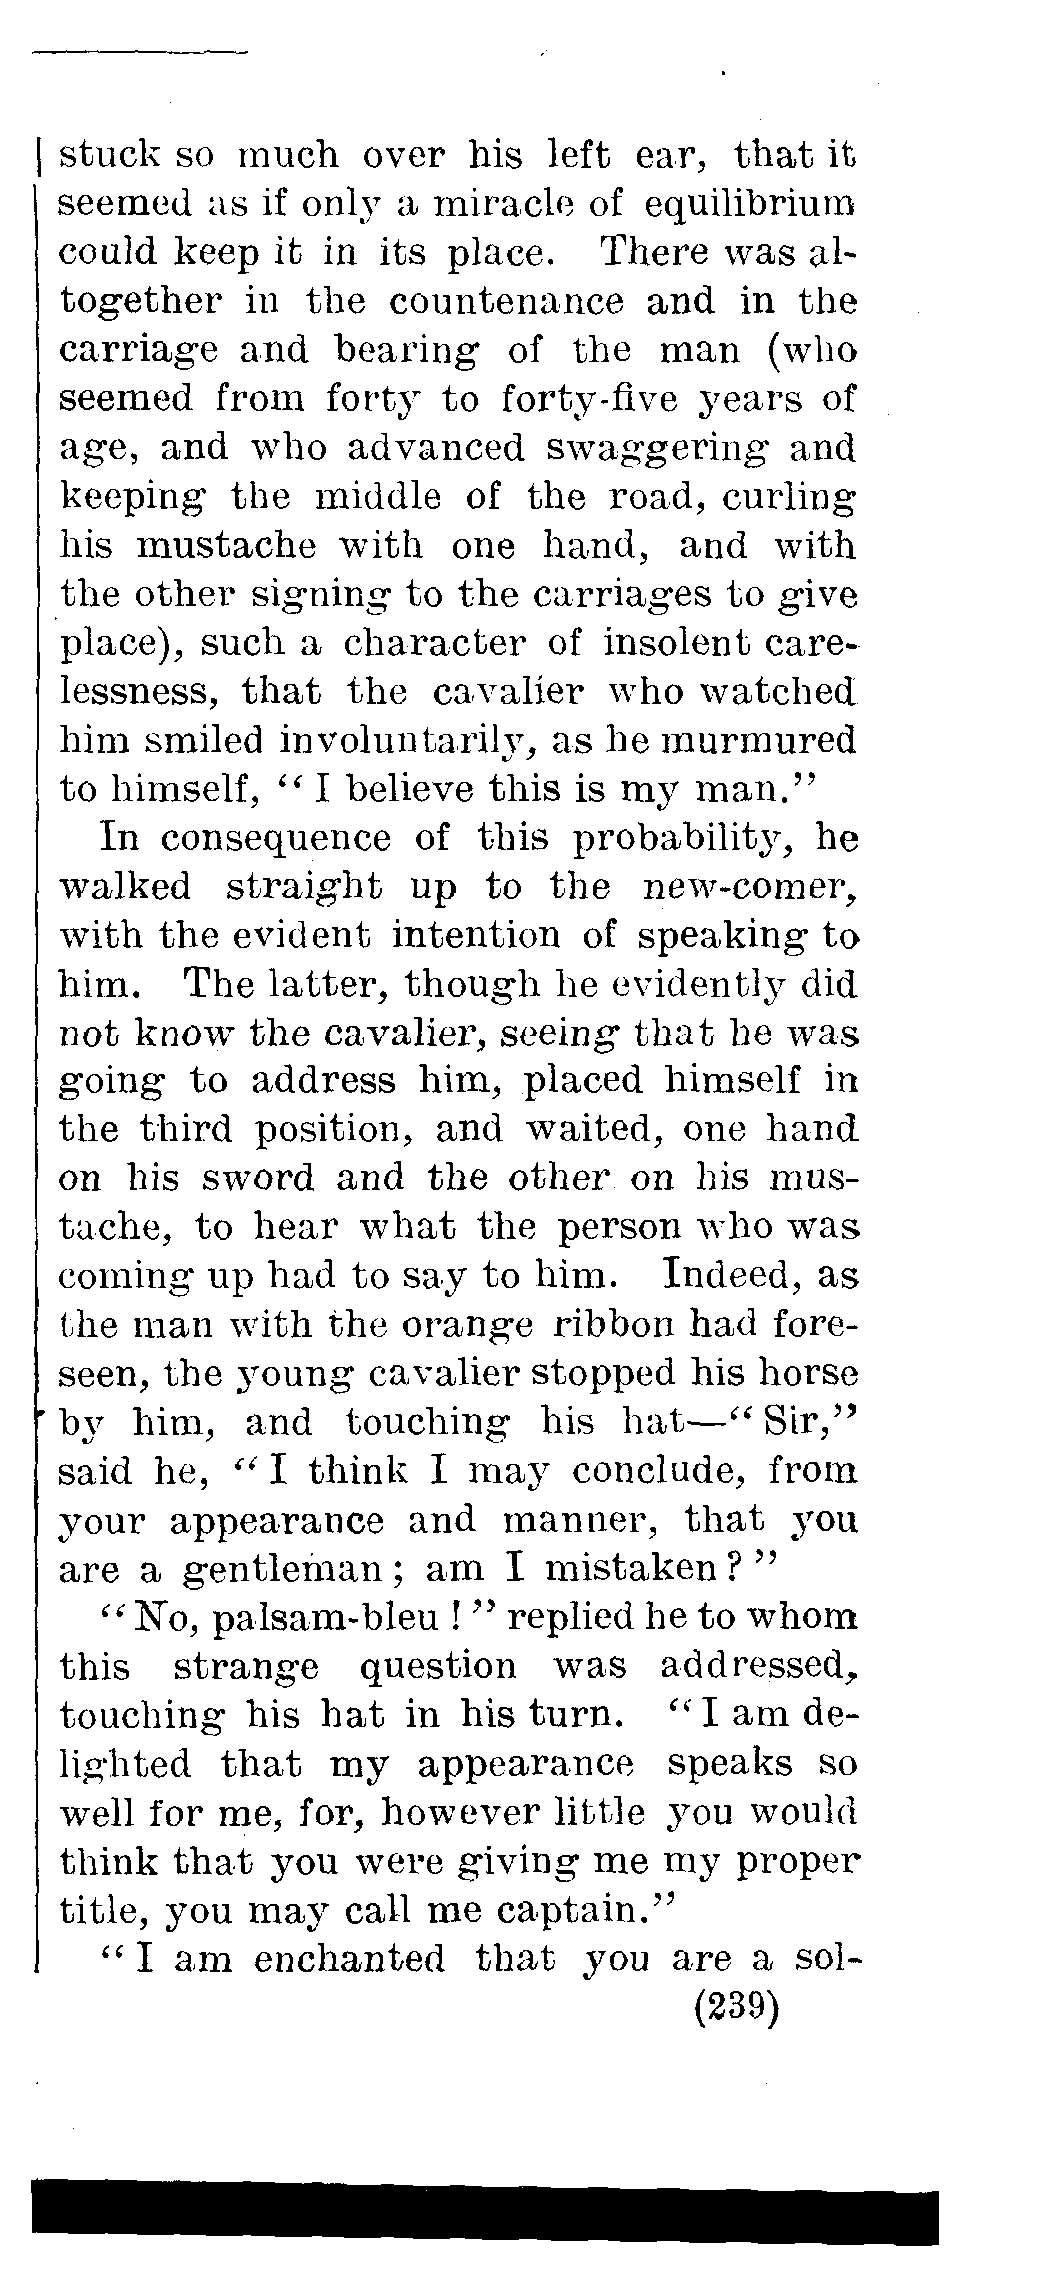 stuck so much over his left ear, that it
seemed as if only a miracle of equilibrium
could keep it in its place. There was al-
together in the countenance and in the
carriage and bearing of the man (who
seemed from forty to forty-five years of
age, and who advanced swaggering and
keeping the middle of the road, curling
his mustache with one hand, and with
the other signing to the carriages to give
place), such a character of insolent care-
lessness, that the cavalier who watched
him smiled involuntarily, as he murmured
to himself, “ I believe this is my man.”
In consequence of this probability, he
walked straight up to the new-comer,
with the evident intention of speaking to
him. The latter, though he evidently did
not know the cavalier, seeing that he was
going to address him, placed himself in
the third position, and waited, one hand
on his sword and the other on his mus-
tache, to hear what the person who was
coming up had to say to him. Indeed, as
the man with the orange ribbon had fore-
seen, the young cavalier stopped his horse
by him, and touching his hat—“ Sir,”
said he, “ I think I may conclude, from
your appearance and manner, that you
are a gentleman ; am I mistaken ? ”
“ No, palsam-bleu ! ” replied he to whom
this strange question was addressed,
touching his hat in his turn. “ I am de-
lighted that my appearance speaks so
well for me, for, however little you would
think that you were giving me my proper
title, you may call me captain.”
“ I am enchanted that you are a sol-
(239)